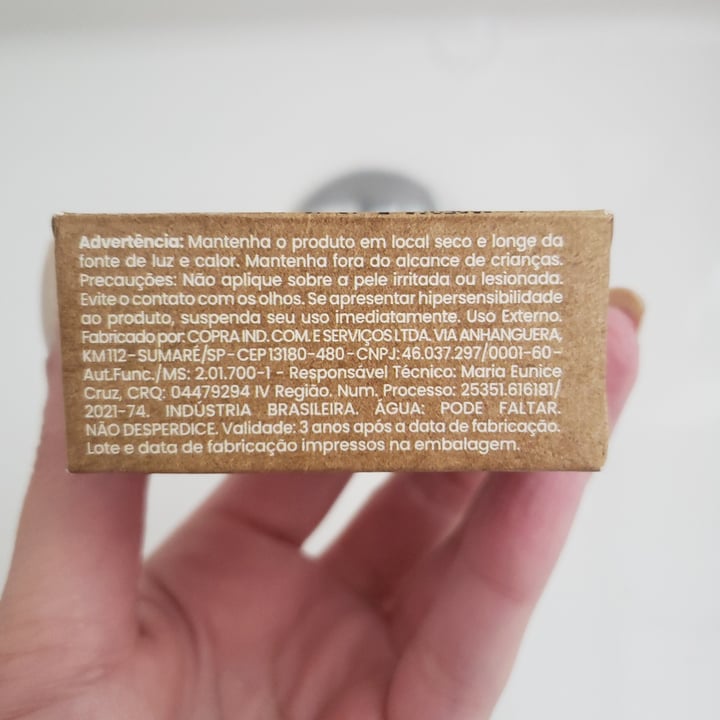 Advertência: Mantenha o produto em local seco e longe da
fonte de luz e calor. Mantenha fora do alcance de crianças.
Precauções: Não aplique sobre a pele irritada ou lesionada.
Evite o contato com os olhos. Se apresentar hipersensibilidade
ao produto, suspenda seu uso imediatamente. Uso Externo.
Fabricado por: COPRA IND. COM. E SERVIÇOS LTDA. VIA ANHANGUERA,
KM 112 - SUMARÉ/SP - CEP 13180-480 - CNPJ: 46.037.297/0001-60 -
Aut.Func./MS: 2.01.700-1 - Responsável Técnico: Maria Eunice
Cruz, CRQ: 04479294 IV Região. Num. Processo: 25351.616181/
2021-74. INDÚSTRIA BRASILEIRA. ÁGUA: PODE FALTAR.
NÃO DESPERDICE. Validade: 3 anos após a data de fabricação.
Lote e data de fabricação impressos na embalagem.